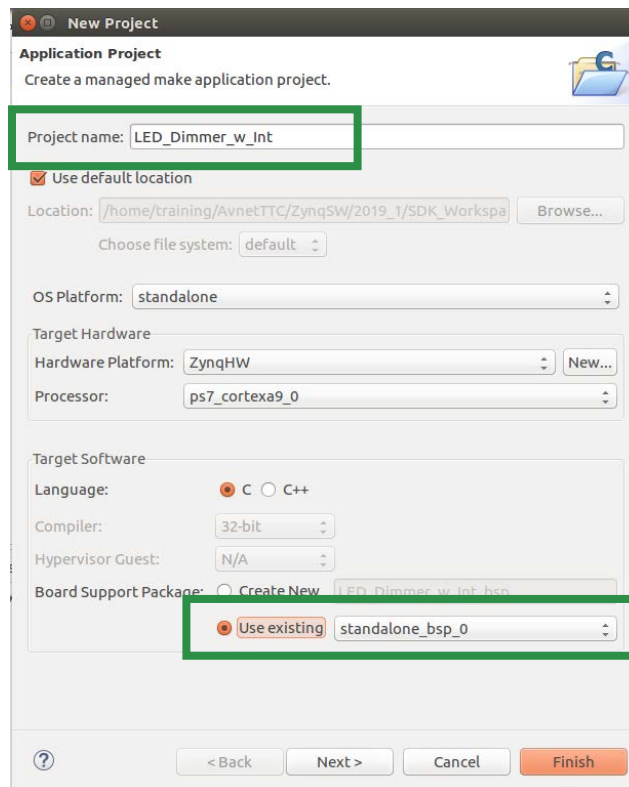 New Project
Application Project
Create a managed make application project.
Project name: LED_Dimmer_w_Int
Use default location
Location: /home/training/AvnetTTC/ZynqSW/2019_1/SDK_Workspa Browse...
Choose file system: default
OS Platform: standalone
Target Hardware
Hardware Platform: ZynqHW New...
Processor: ps7_cortexa9_0
Target Software
Language: C C++
Compiler: 32-bit
Hypervisor Guest: N/A
Board Support Package: Create New LED_Dimmer_w_Int_bsp
Use existing standalone_bsp_0
? < Back Next > Cancel Finish